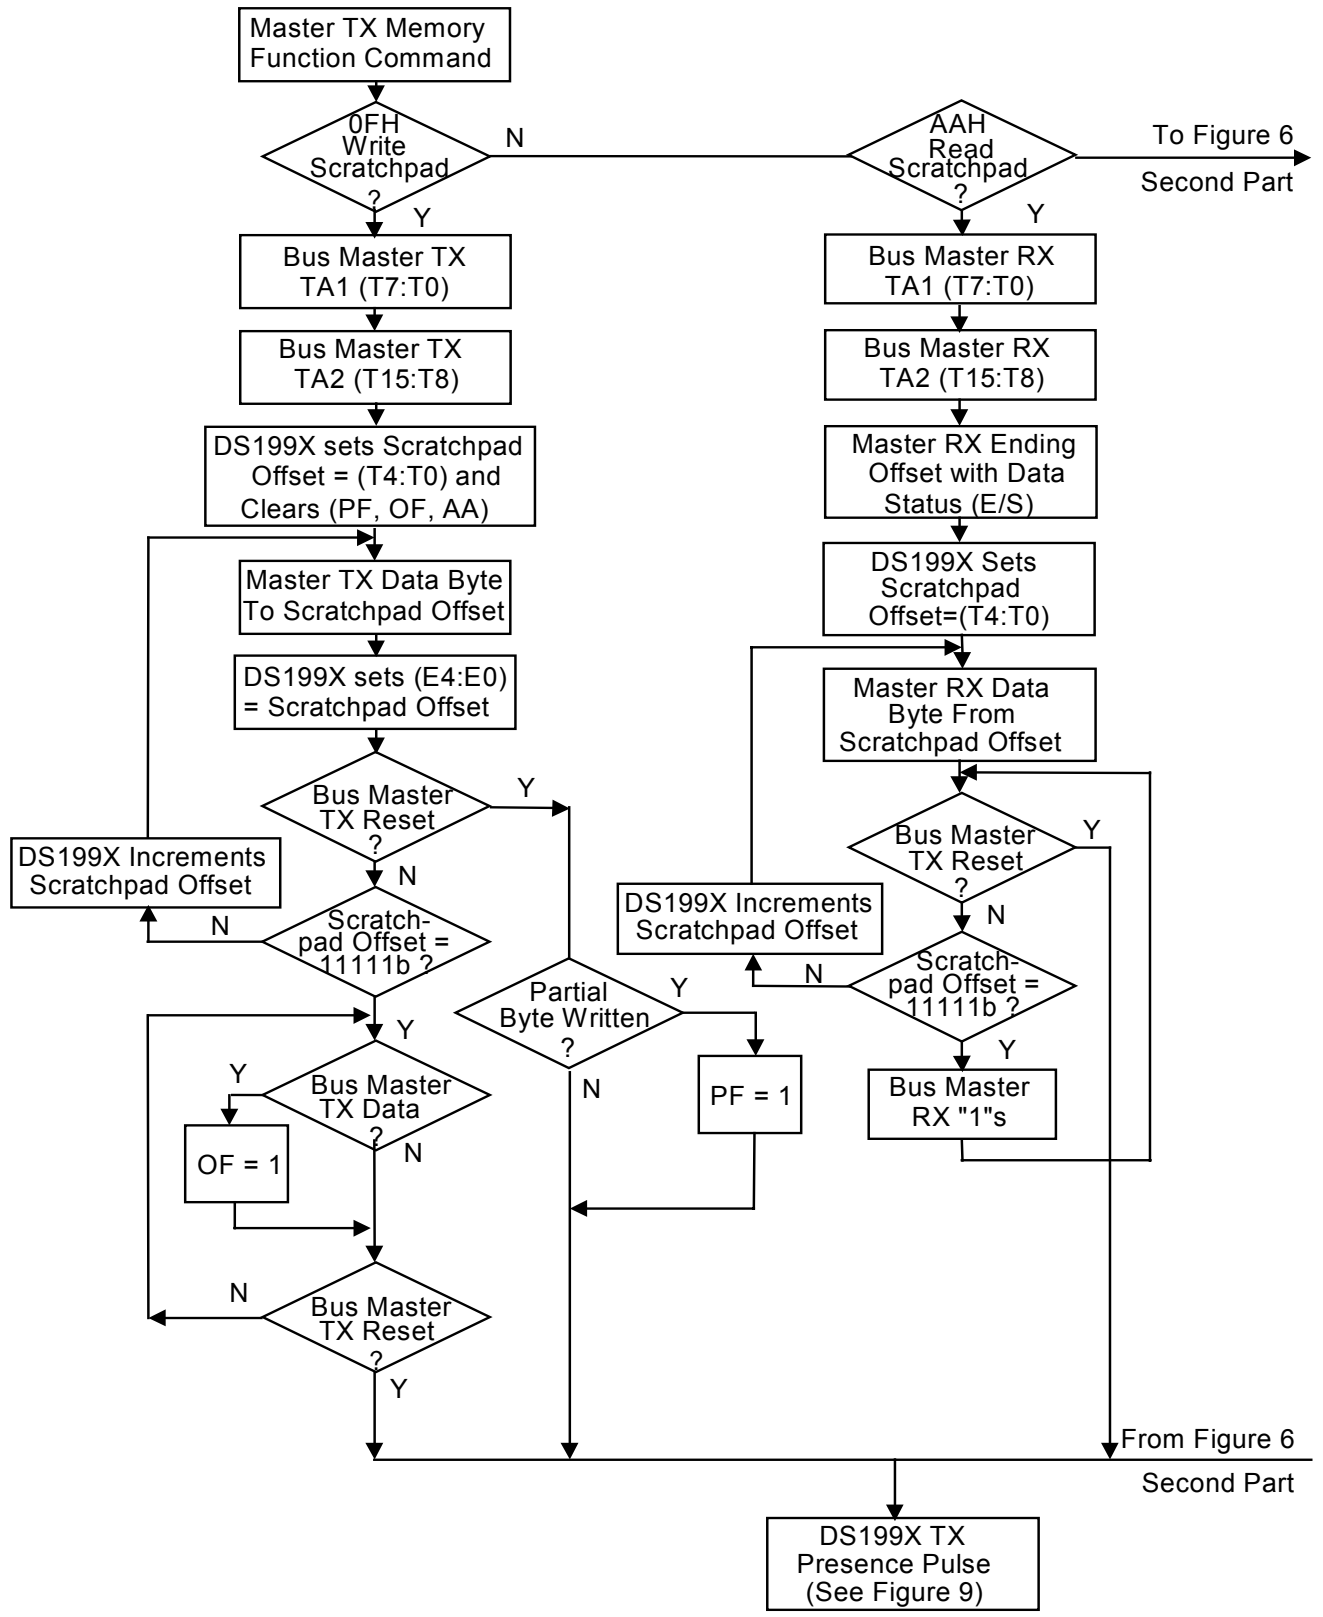 Master TX Memory
Function Command
0FH
Write
Scratchpad
?
N
Y
AAH
Read
Scratchpad
?
Y
To Figure 6
Second Part
Bus Master TX
TA1 (T7:T0)
Bus Master TX
TA2 (T15:T8)
DS199X sets Scratchpad
Offset = (T4:T0) and
Clears (PF, OF, AA)
Master TX Data Byte
To Scratchpad Offset
DS199X sets (E4:E0)
= Scratchpad Offset
Bus Master
TX Reset
?
Y
N
DS199X Increments
Scratchpad Offset
N
Scratch-
pad Offset =
11111b ?
Y
Partial
Byte Written
?
Y
N
PF = 1
Bus Master
TX Data
?
Y
N
OF = 1
Bus Master
TX Reset
?
N
Y
Bus Master RX
TA1 (T7:T0)
Bus Master RX
TA2 (T15:T8)
Master RX Ending
Offset with Data
Status (E/S)
DS199X Sets
Scratchpad
Offset=(T4:T0)
Master RX Data
Byte From
Scratchpad Offset
Bus Master
TX Reset
?
Y
N
DS199X Increments
Scratchpad Offset
N
Scratch-
pad Offset =
11111b ?
Y
Bus Master
RX "1"s
From Figure 6
Second Part
DS199X TX
Presence Pulse
(See Figure 9)